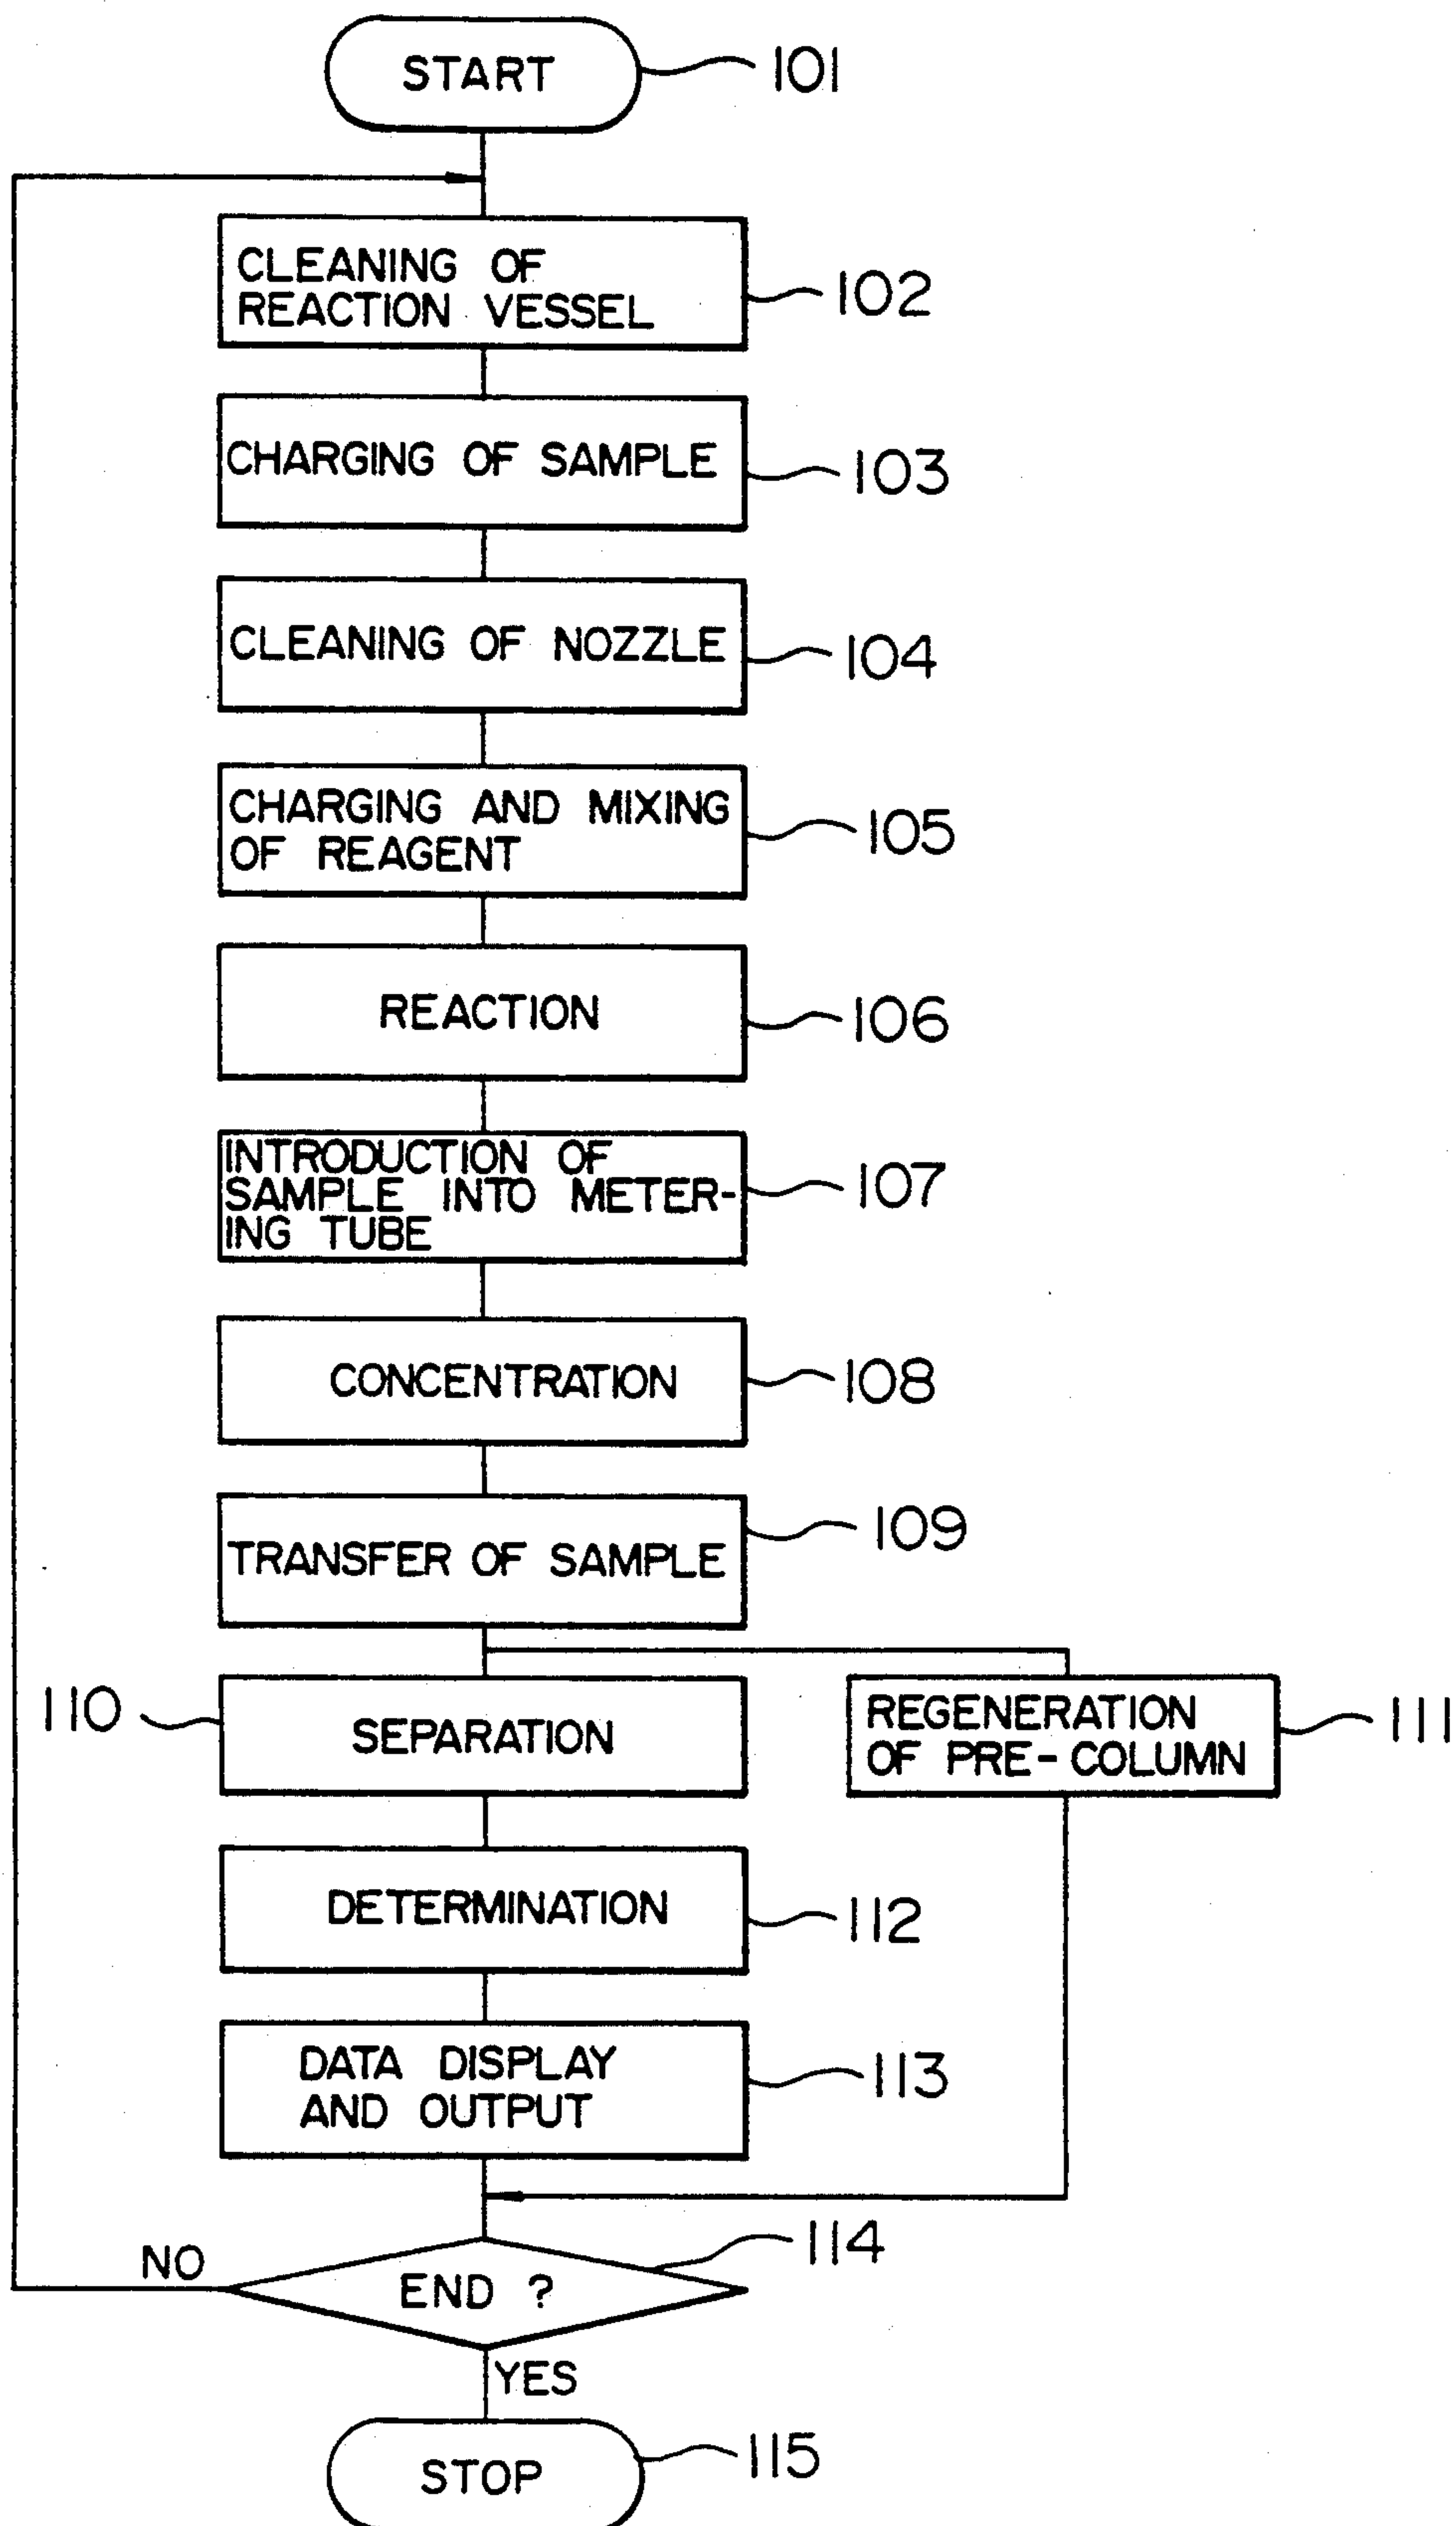 START
101
CLEANING OF
REACTION VESSEL
102
CHARGING OF SAMPLE
103
CLEANING OF NOZZLE
104
CHARGING AND MIXING
OF REAGENT
105
REACTION
106
INTRODUCTION OF
SAMPLE INTO METER-
ING TUBE
107
CONCENTRATION
108
TRANSFER OF SAMPLE
109
110
SEPARATION
REGENERATION
OF PRE-COLUMN
111
DETERMINATION
112
DATA DISPLAY
AND OUTPUT
113
114
NO
END ?
YES
STOP
115